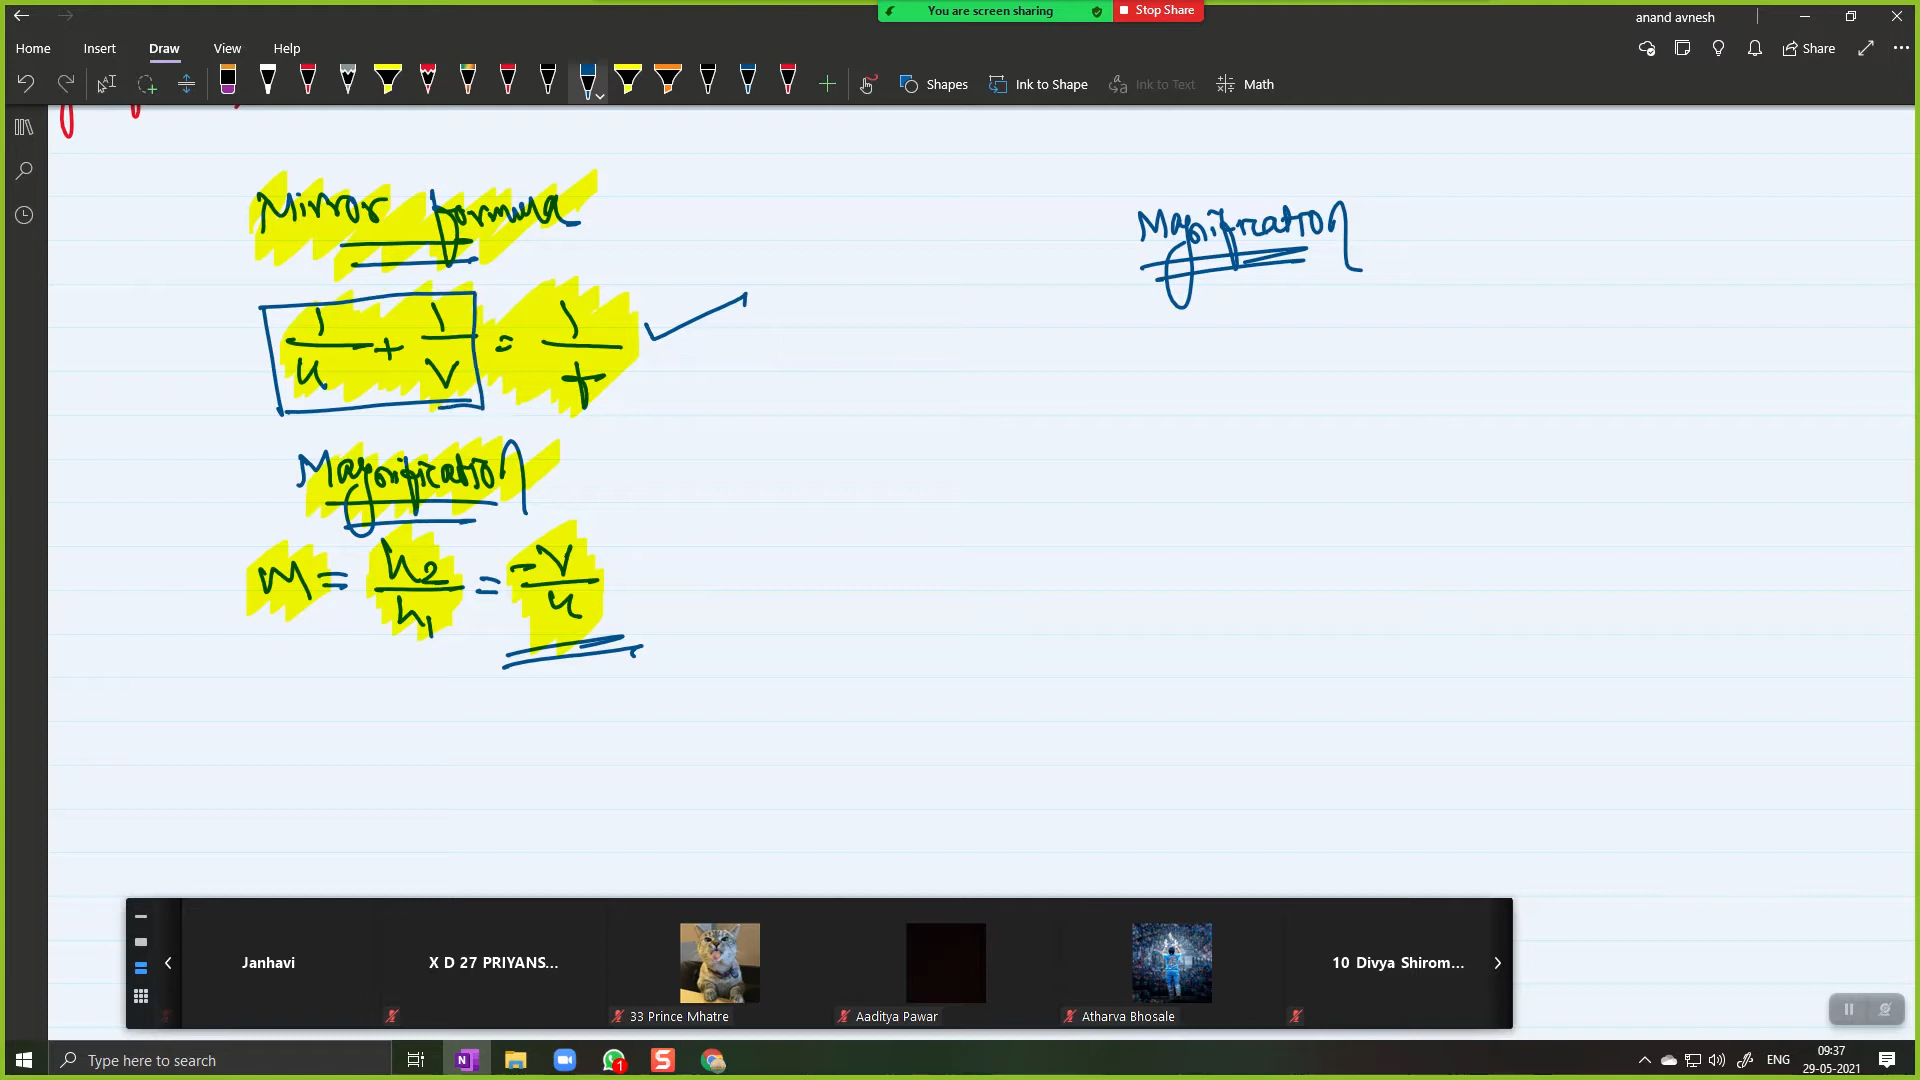 You are screen sharing
Stop Share
anand avnesh
Home Insert Draw View Help
Share
Shapes
Ink to Shape
Ink to Text
Math
Mirror formula
1/u + 1/v = 1/f
Magnification
m = h2/h1 = -v/u
Magnification
Janhavi
X D 27 PRIYANS...
33 Prince Mhatre
Aaditya Pawar
Atharva Bhosale
10 Divya Shirom...
Type here to search
N
1
S
ENG
09:37
29-05-2021